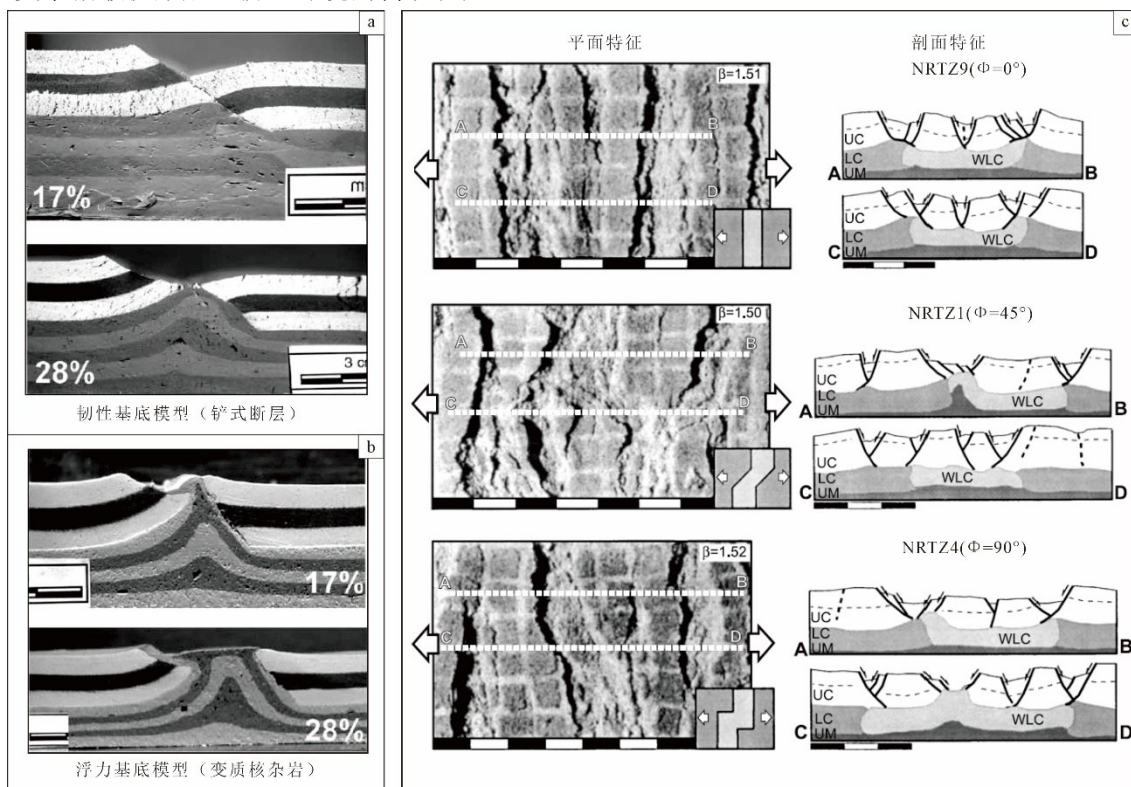 a
17%
m
28%
3 c
韧性基底模型（铲式断层）
b
17%
28%
浮力基底模型（变质核杂岩）
c
平面特征
剖面特征
β=1.51
A
B
C
D
NRTZ9(Φ=0°)
UC
LC
UM
WLC
A
B
UC
LC
UM
WLC
C
D
β=1.50
A
B
C
D
NRTZ1(Φ=45°)
UC
LC
UM
WLC
A
B
UC
LC
UM
WLC
C
D
β=1.52
A
B
C
D
NRTZ4(Φ=90°)
UC
LC
UM
WLC
A
B
UC
LC
UM
WLC
C
D